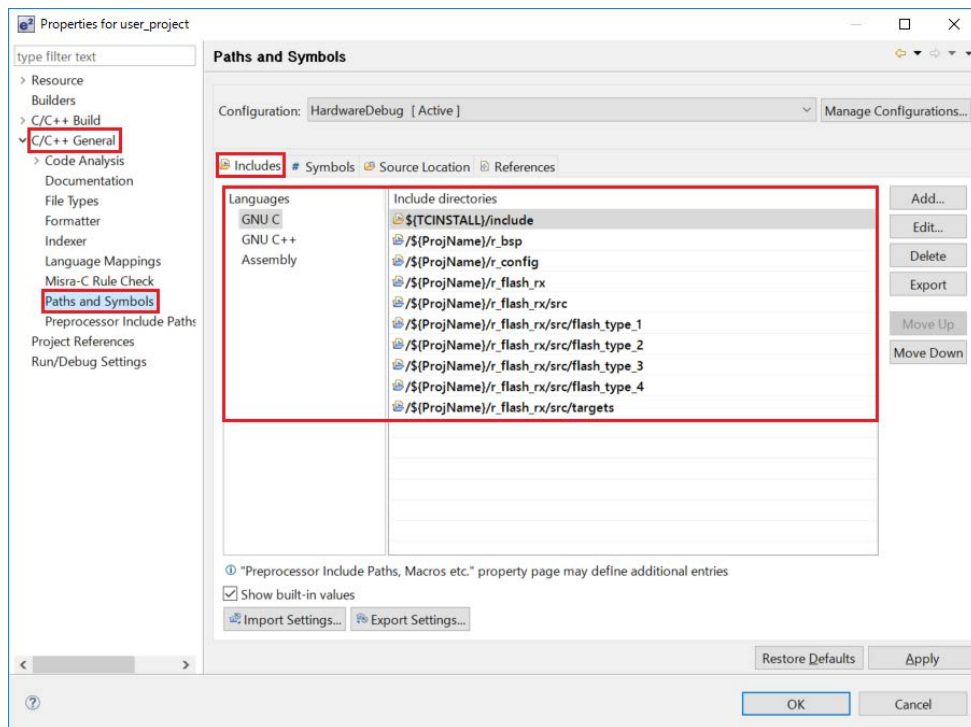 e² Properties for user_project
type filter text
Resource
Builders
C/C++ Build
C/C++ General
Code Analysis
Documentation
File Types
Formatter
Indexer
Language Mappings
Misra-C Rule Check
Paths and Symbols
Preprocessor Include Paths
Project References
Run/Debug Settings
Paths and Symbols
Configuration: HardwareDebug [ Active ] Manage Configurations...
Includes # Symbols Source Location References
Languages
GNU C
GNU C++
Assembly
Include directories
${TCINSTALL}/include
/${ProjName}/r_bsp
/${ProjName}/r_config
/${ProjName}/r_flash_rx
/${ProjName}/r_flash_rx/src
/${ProjName}/r_flash_rx/src/flash_type_1
/${ProjName}/r_flash_rx/src/flash_type_2
/${ProjName}/r_flash_rx/src/flash_type_3
/${ProjName}/r_flash_rx/src/flash_type_4
/${ProjName}/r_flash_rx/src/targets
Add...
Edit...
Delete
Export
Move Up
Move Down
"Preprocessor Include Paths, Macros etc." property page may define additional entries
Show built-in values
Import Settings... Export Settings...
Restore Defaults Apply
OK Cancel